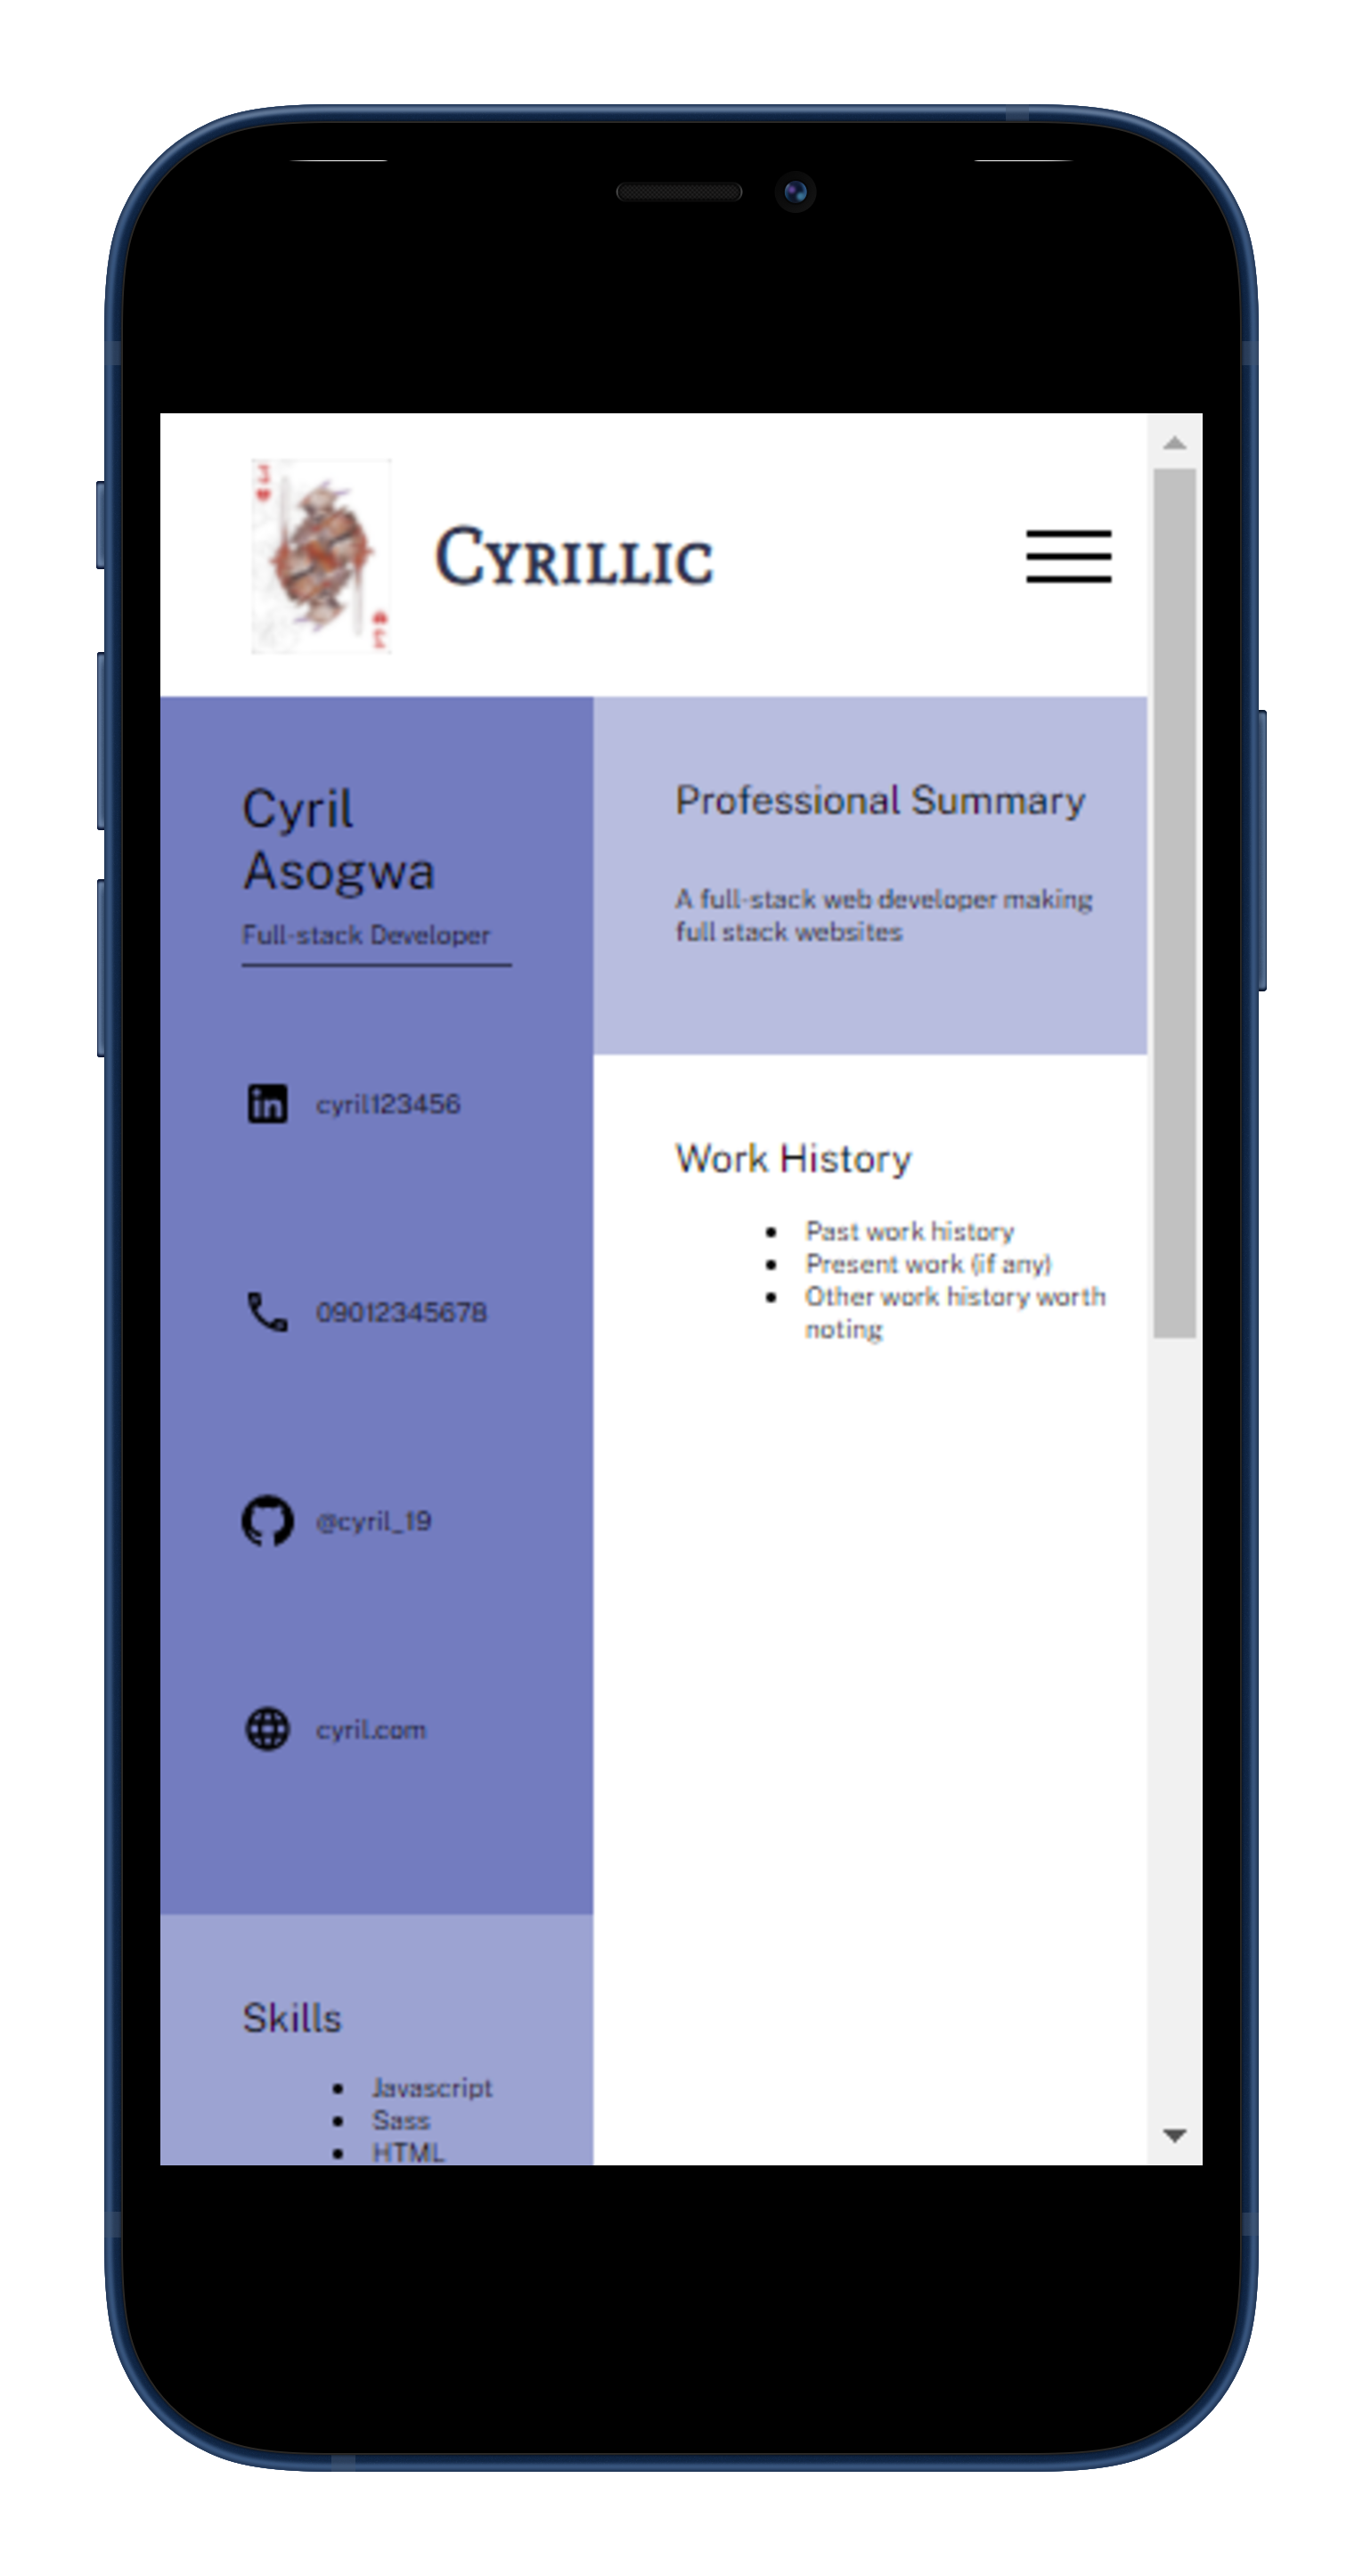 Cyrillic
Cyril
Asogwa
Full-stack Developer
cyril123456
09012345678
@cyril_19
cyril.com
Skills
Javascript
Sass
HTML
Professional Summary
A full-stack web developer making
full stack websites
Work History
Past work history
Present work (if any)
Other work history worth
noting